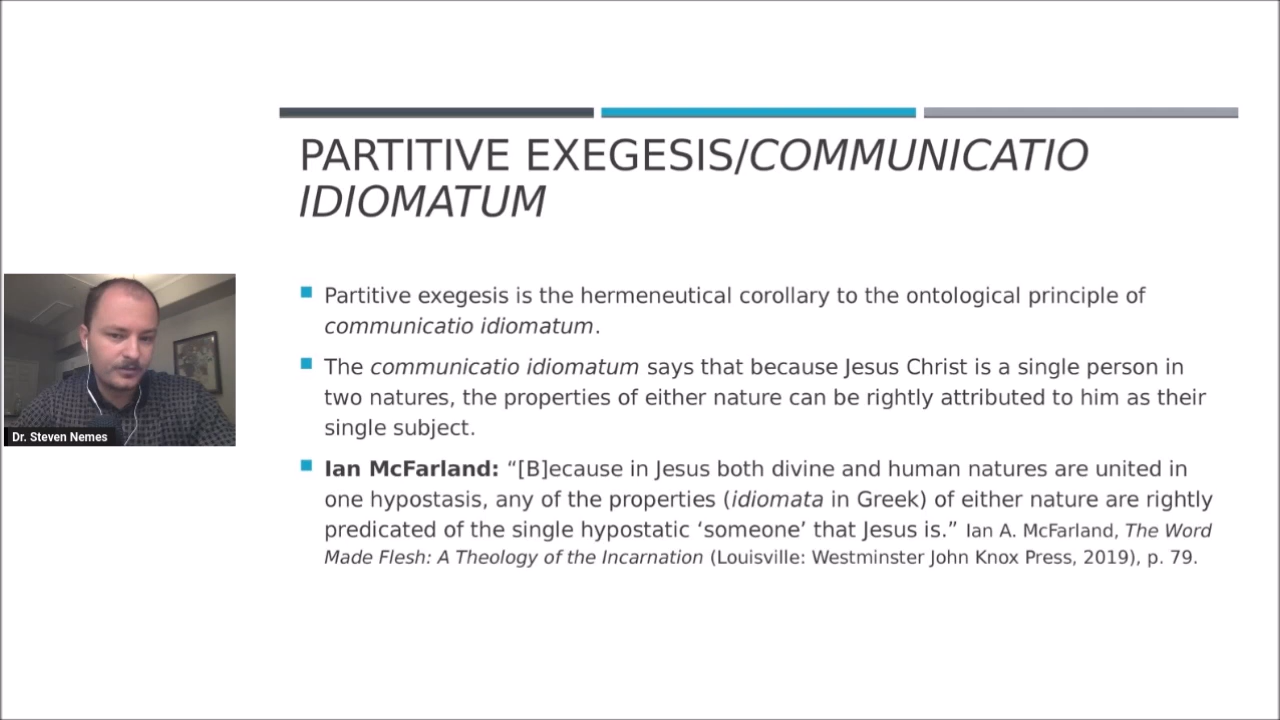 PARTITIVE EXEGESIS/COMMUNICATIO
IDIOMATUM
Partitive exegesis is the hermeneutical corollary to the ontological principle of
communicatio idiomatum.
The communicatio idiomatum says that because Jesus Christ is a single person in
two natures, the properties of either nature can be rightly attributed to him as their
single subject.
Ian McFarland: “[B]ecause in Jesus both divine and human natures are united in
one hypostasis, any of the properties (idiomata in Greek) of either nature are rightly
predicated of the single hypostatic ‘someone’ that Jesus is.” Ian A. McFarland, The Word
Made Flesh: A Theology of the Incarnation (Louisville: Westminster John Knox Press, 2019), p. 79.
Dr. Steven Nemes